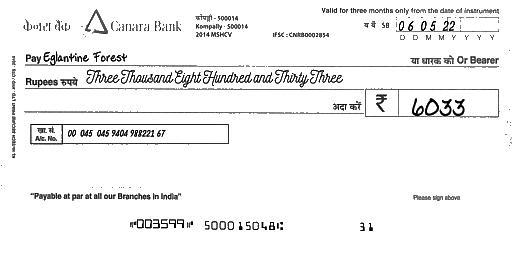 Valid for three months only from the date of instrument
केनरा बैंक Canara Bank
कोंपल्ली - 500014
Kompally - 50014
2014 MSHCV
IFSC : CNRB0002854
06 05 22
D D M M Y Y Y Y
Pay Eglantine Forest
या धारक को Or Bearer
Rupees रुपये Three Thousand Eight Hundred and Thirty Three
अदा करें ₹ 6033
खा. सं.
A/c. No.
00 045 045 9404 988221 67
"Payable at par at all our Branches in India"
Please sign above
⑈003599⑈ 500015048⑆ 31